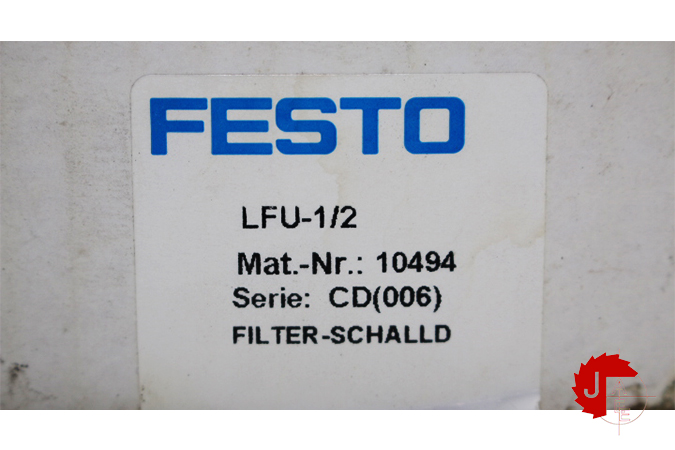 FESTO
LFU-1/2
Mat.-Nr.: 10494
Serie: CD(006)
FILTER-SCHALLD
J